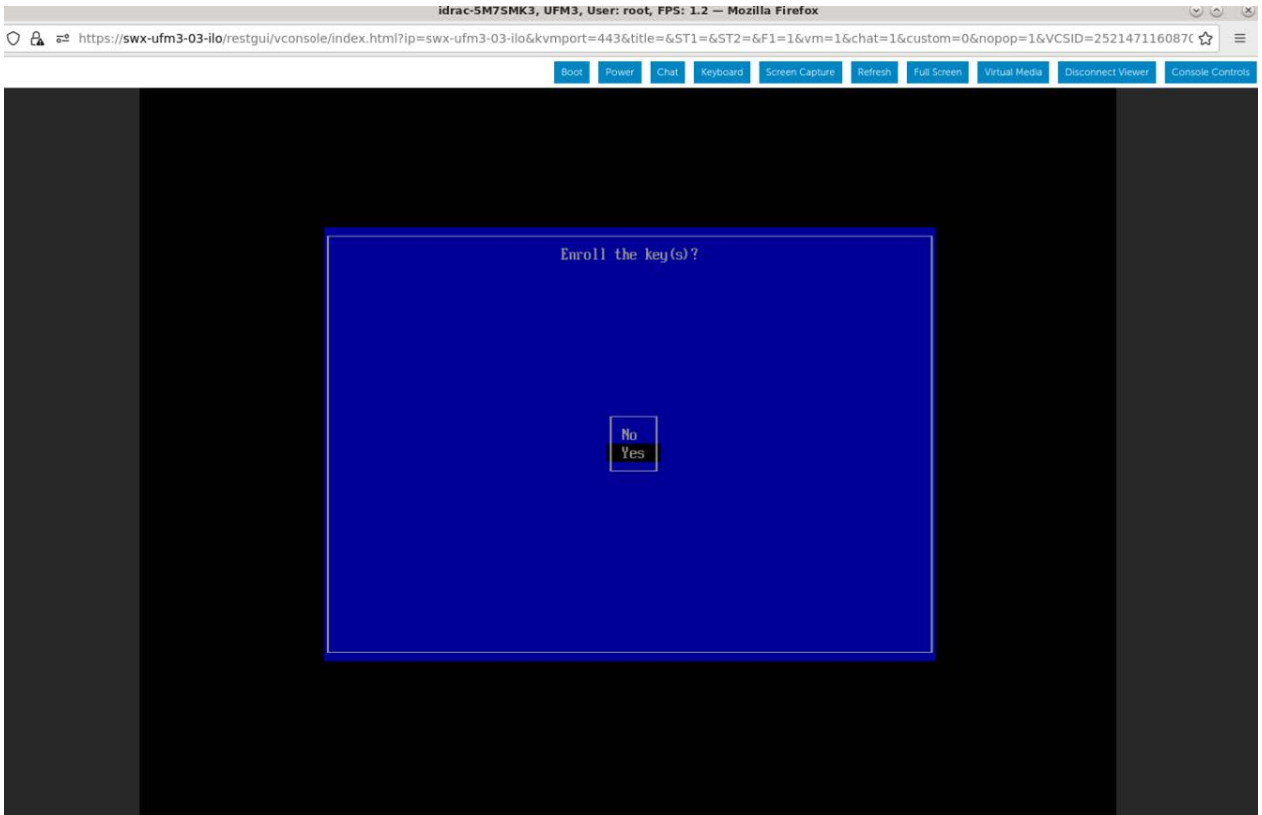 idrac-5M7SMK3, UFM3, User: root, FPS: 1.2 — Mozilla Firefox
https://swx-ufm3-03-ilo/restgui/vconsole/index.html?ip=swx-ufm3-03-ilo&kvmport=443&title=&ST1=&ST2=&F1=1&vm=1&chat=1&custom=0&nopop=1&VCSID=252147116087
Boot Power Chat Keyboard Screen Capture Refresh Full Screen Virtual Media Disconnect Viewer Console Controls
Enroll the key(s)?
No
Yes